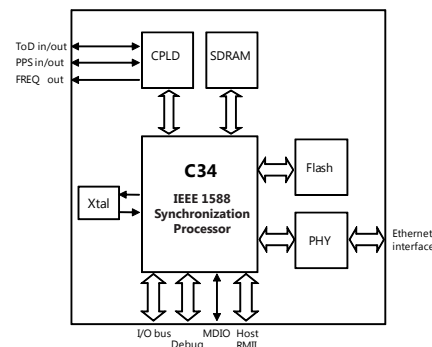 ToD in/out
PPS in/out
FREQ out
CPLD
SDRAM
C34
IEEE 1588
Synchronization
Processor
Flash
Xtal
PHY
Ethernet
interface
I/O bus
Debug
MDIO
Host
RMII